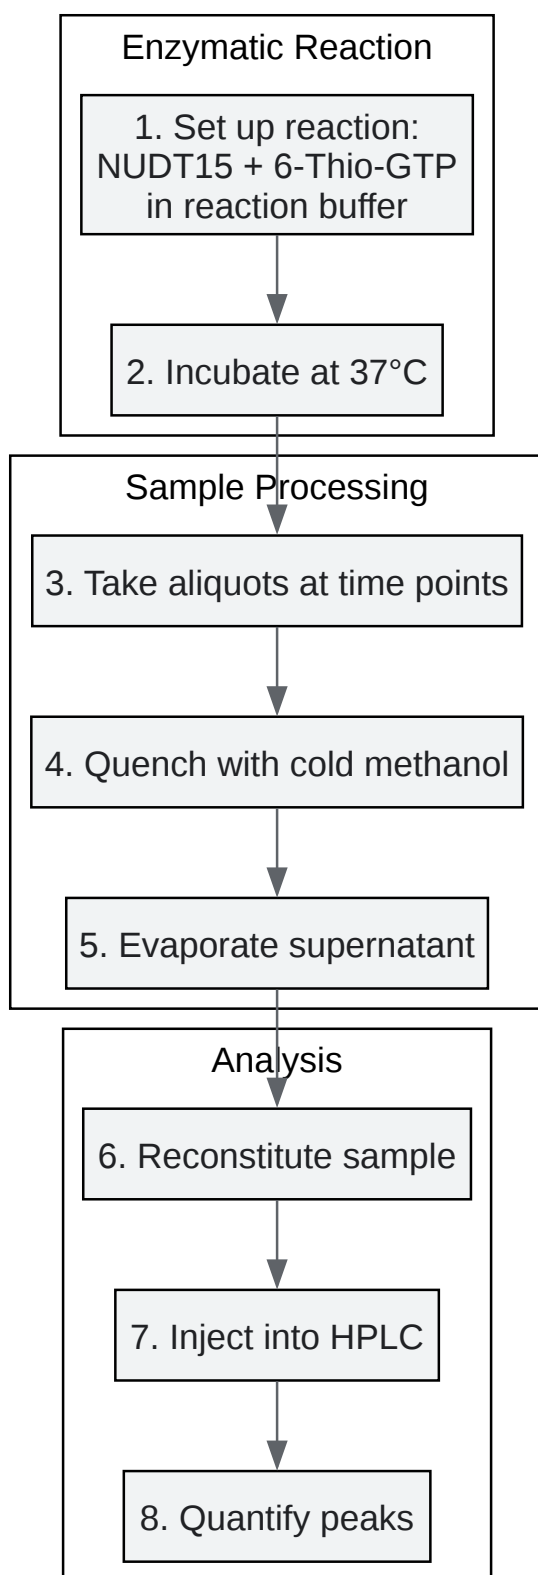 Enzymatic Reaction
1. Set up reaction:
NUDT15 + 6-Thio-GTP
in reaction buffer
2. Incubate at 37°C
Sample Processing
3. Take aliquots at time points
4. Quench with cold methanol
5. Evaporate supernatant
Analysis
6. Reconstitute sample
7. Inject into HPLC
8. Quantify peaks